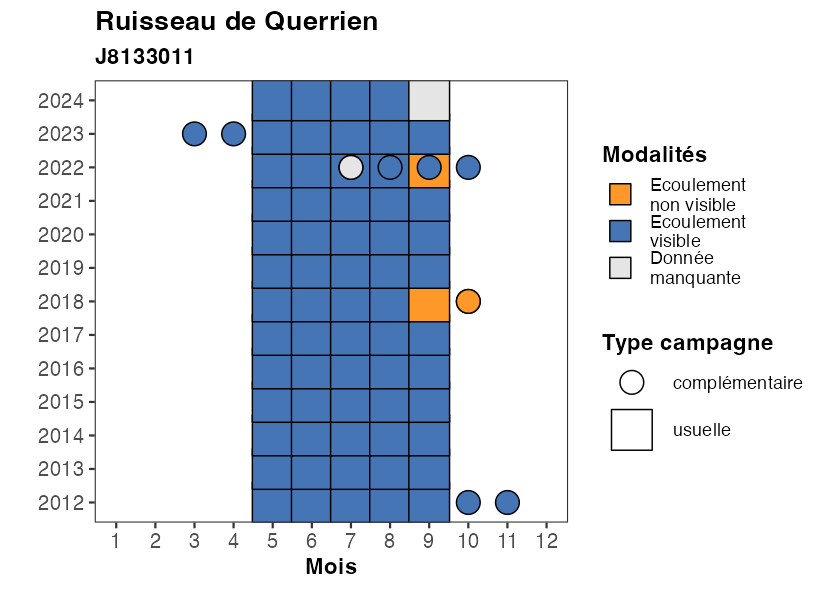 Ruisseau de Querrien
J8133011
2024
2023
2022
2021
2020
2019
2018
2017
2016
2015
2014
2013
2012
1 2 3 4 5 6 7 8 9 10 11 12
Mois
Modalités
Ecoulement
non visible
Ecoulement
visible
Donnée
manquante
Type campagne
complémentaire
usuelle